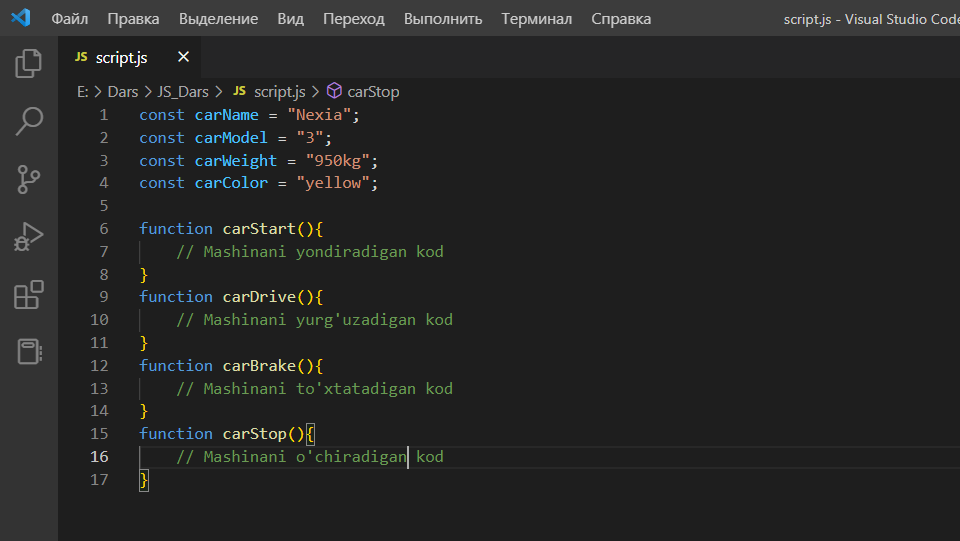 Файл Правка Выделение Вид Переход Выполнить Терминал Справка script.js - Visual Studio Code
JS script.js ×
E: > Dars > JS_Dars > JS script.js > carStop
1 const carName = "Nexia";
2 const carModel = "3";
3 const carWeight = "950kg";
4 const carColor = "yellow";
5
6 function carStart(){
7 // Mashinani yondiradigan kod
8 }
9 function carDrive(){
10 // Mashinani yurg'uzadigan kod
11 }
12 function carBrake(){
13 // Mashinani to'xtatadigan kod
14 }
15 function carStop(){
16 // Mashinani o'chiradigan kod
17 }